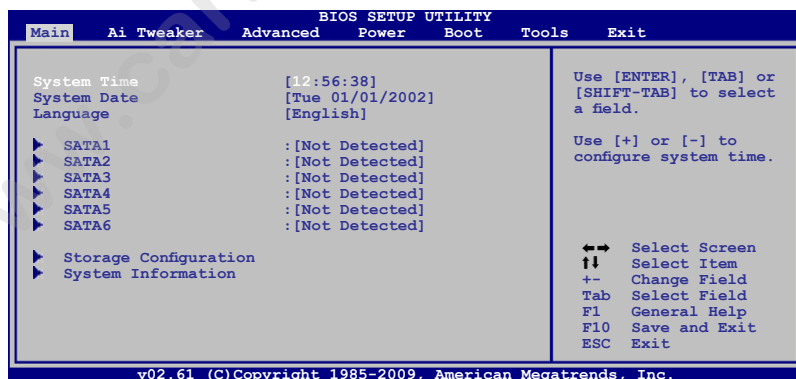 BIOS SETUP UTILITY
Main Ai Tweaker Advanced Power Boot Tools Exit
System Time [12:56:38]
System Date [Tue 01/01/2002]
Language [English]
SATA1 :[Not Detected]
SATA2 :[Not Detected]
SATA3 :[Not Detected]
SATA4 :[Not Detected]
SATA5 :[Not Detected]
SATA6 :[Not Detected]
Storage Configuration
System Information
Use [ENTER], [TAB] or
[SHIFT-TAB] to select
a field.
Use [+] or [-] to
configure system time.
←→ Select Screen
↑↓ Select Item
+- Change Field
Tab Select Field
F1 General Help
F10 Save and Exit
ESC Exit
v02.61 (C)Copyright 1985-2009, American Megatrends, Inc.